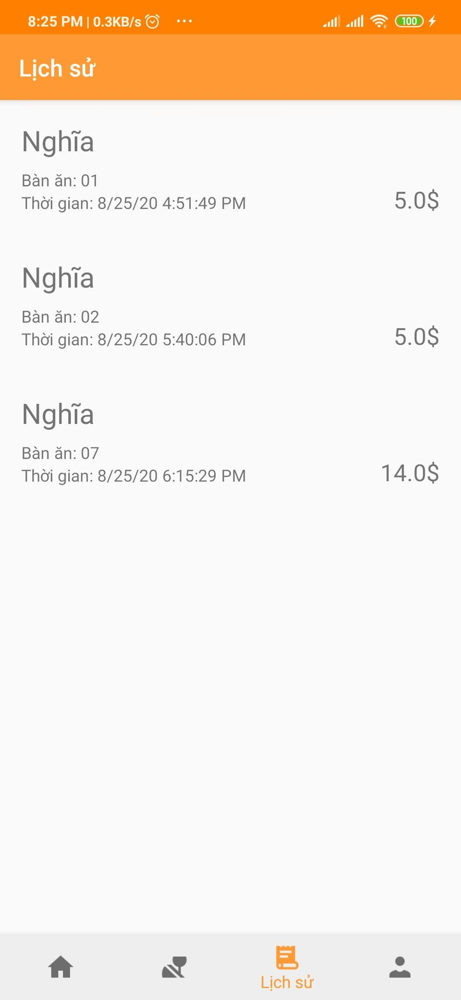 8:25 PM | 0.3KB/s ... 100
Lịch sử
Nghĩa
Bàn ăn: 01
Thời gian: 8/25/20 4:51:49 PM
5.0$
Nghĩa
Bàn ăn: 02
Thời gian: 8/25/20 5:40:06 PM
5.0$
Nghĩa
Bàn ăn: 07
Thời gian: 8/25/20 6:15:29 PM
14.0$
Lịch sử